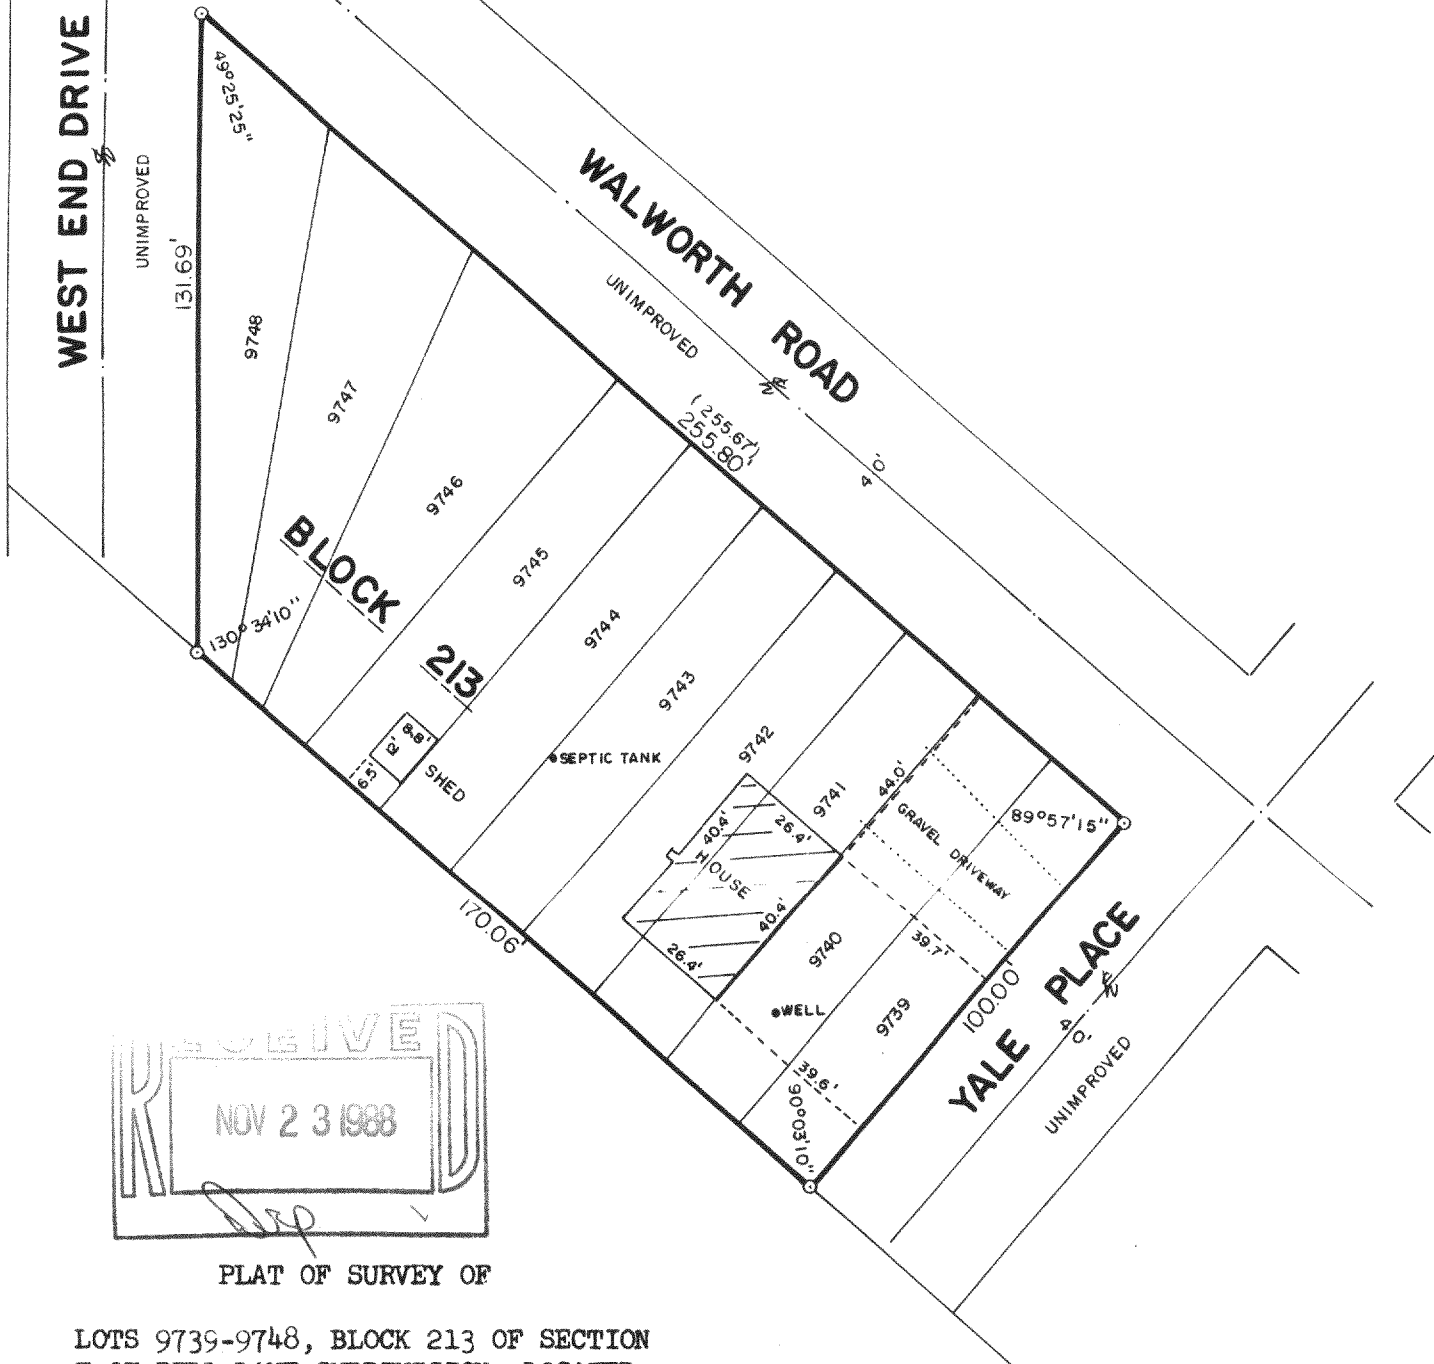 WEST END DRIVE
UNIMPROVED
131.69'
49°25'25"
WALWORTH ROAD
UNIMPROVED
(255.67')
255.80'
40'
9748
9747
9746
9745
9744
9743
9742
9741
9740
9739
BLOCK 213
130°34'10"
12'
8.8'
6.5'
SHED
SEPTIC TANK
HOUSE
40.4'
26.4'
40.4'
26.4'
44.0'
GRAVEL DRIVEWAY
89°57'15"
39.7'
WELL
39.6'
90°03'10"
170.06'
100.00
YALE PLACE
40'
UNIMPROVED
RECEIVED
NOV 23 1988
PLAT OF SURVEY OF
LOTS 9739-9748, BLOCK 213 OF SECTION